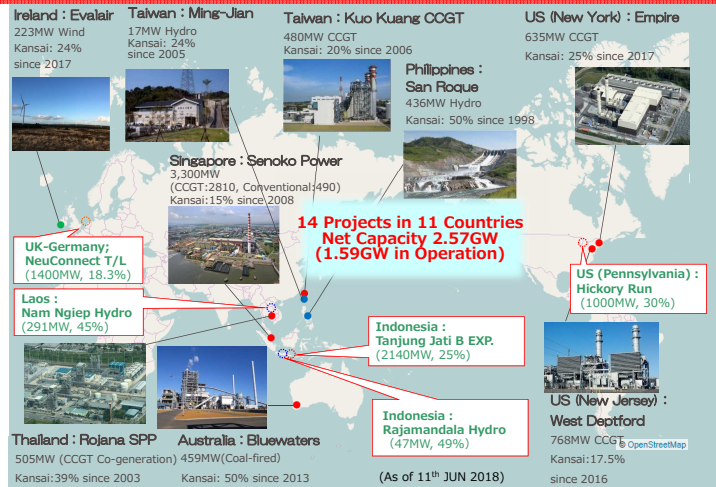 Ireland : Evalair
223MW Wind
Kansai: 24%
since 2017
Taiwan : Ming-Jian
17MW Hydro
Kansai: 24%
since 2005
Taiwan : Kuo Kuang CCGT
480MW CCGT
Kansai: 20% since 2006
Philippines :
San Roque
436MW Hydro
Kansai: 50% since 1998
US (New York) : Empire
635MW CCGT
Kansai: 25% since 2017
Singapore : Senoko Power
3,300MW
(CCGT:2810, Conventional:490)
Kansai:15% since 2008
14 Projects in 11 Countries
Net Capacity 2.57GW
(1.59GW in Operation)
UK-Germany;
NeuConnect T/L
(1400MW, 18.3%)
Laos :
Nam Ngiep Hydro
(291MW, 45%)
US (Pennsylvania) :
Hickory Run
(1000MW, 30%)
Indonesia :
Tanjung Jati B EXP.
(2140MW, 25%)
Indonesia :
Rajamandala Hydro
(47MW, 49%)
Thailand : Rojana SPP
505MW (CCGT Co-generation)
Kansai:39% since 2003
Australia : Bluewaters
459MW(Coal-fired)
Kansai: 50% since 2013
US (New Jersey) :
West Deptford
768MW CCGT
Kansai:17.5%
since 2016
© OpenStreetMap
(As of 11th JUN 2018)